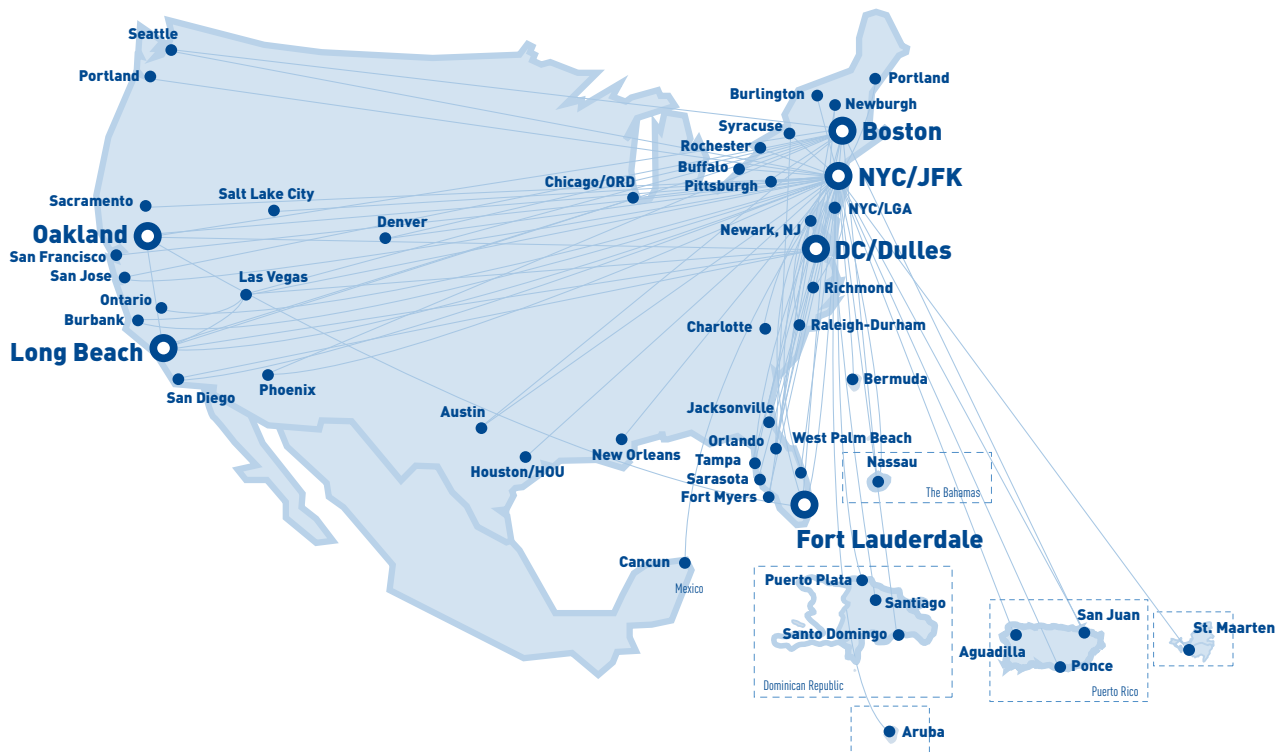 Seattle
Portland
Portland
Burlington
Newburgh
Syracuse
Boston
Rochester
Buffalo
Pittsburgh
NYC/JFK
Chicago/ORD
Sacramento
Salt Lake City
NYC/LGA
Denver
Newark, NJ
Oakland
DC/Dulles
San Francisco
San Jose
Las Vegas
Richmond
Ontario
Burbank
Charlotte
Raleigh-Durham
Long Beach
Bermuda
San Diego
Phoenix
Austin
Jacksonville
Orlando
West Palm Beach
New Orleans
Tampa
Nassau
Houston/HOU
Sarasota
Fort Myers
The Bahamas
Fort Lauderdale
Cancun
Mexico
Puerto Plata
Santiago
San Juan
St. Maarten
Santo Domingo
Aguadilla
Ponce
Dominican Republic
Puerto Rico
Aruba